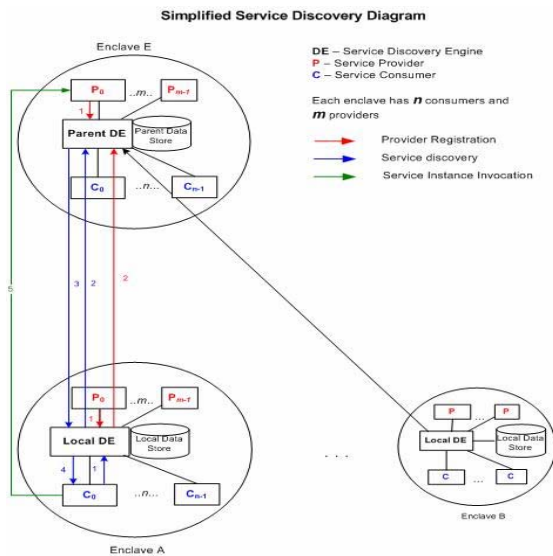 Simplified Service Discovery Diagram
Enclave E
DE – Service Discovery Engine
P – Service Provider
C – Service Consumer
Each enclave has n consumers and
m providers
Provider Registration
Service discovery
Service Instance Invocation
P0
..m..
Pm-1
1
Parent DE
Parent Data
Store
C0
..n..
Cn-1
3
2
2
5
P0
..m..
Pm-1
1
Local DE
Local Data
Store
4
1
C0
..n..
Cn-1
Enclave A
. . .
P
...
P
Local DE
Local Data
Store
C
...
C
Enclave B